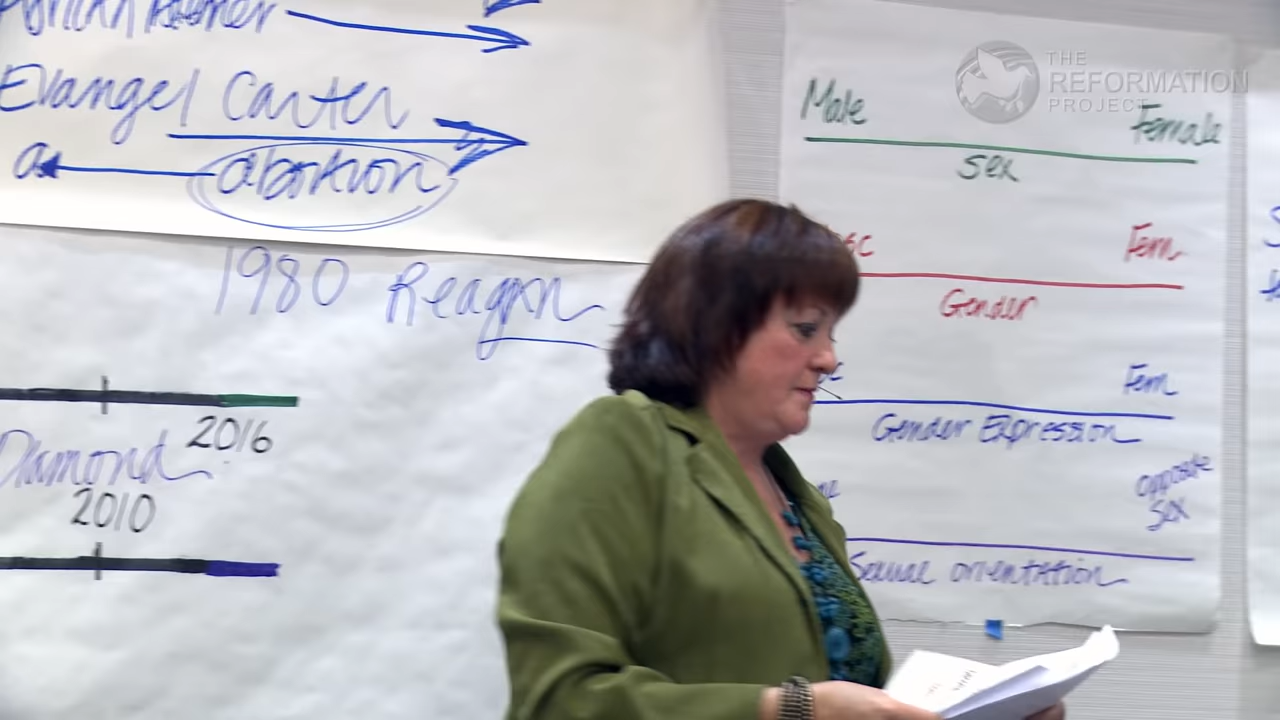 Evangel Carter
abortion
1980 Reagan
2016
Diamond
2010
THE
REFORMATION
PROJECT
Male
Female
sex
Fem
Gender
Fem
Gender Expression
opposite
sex
Sexual orientation